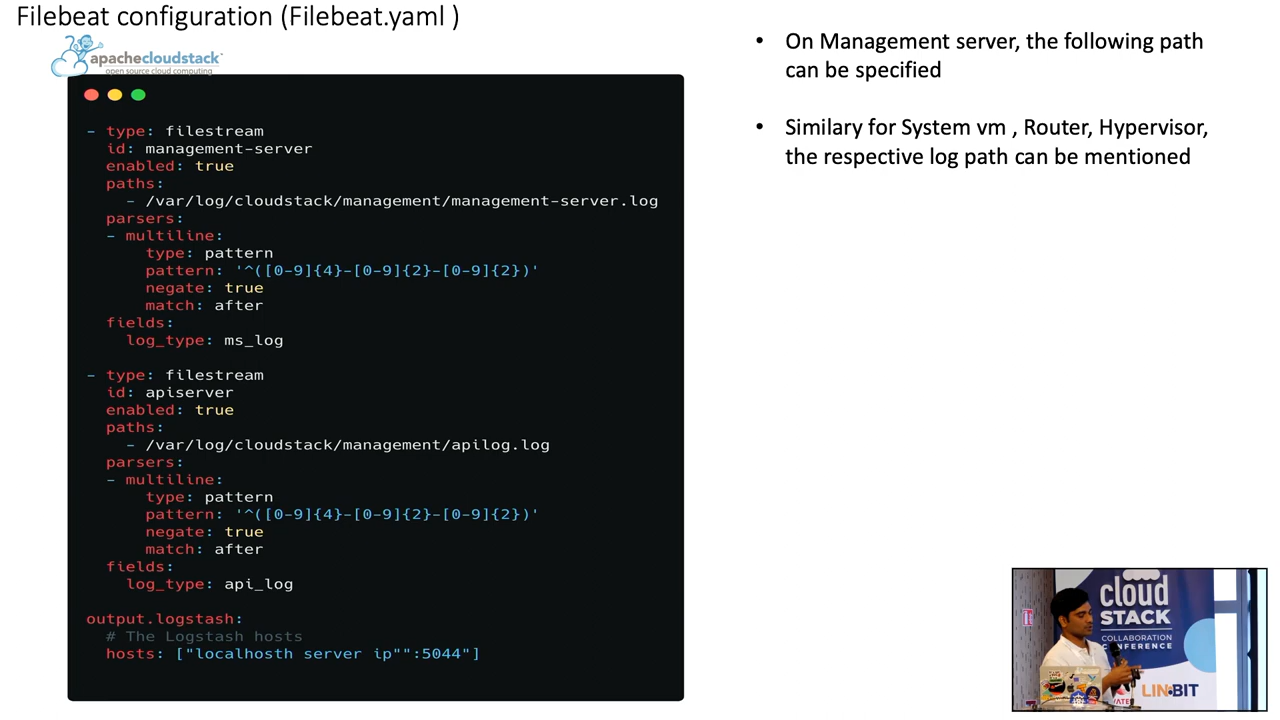 Filebeat configuration (Filebeat.yaml )
apachecloudstack™
open source cloud computing
- type: filestream
id: management-server
enabled: true
paths:
- /var/log/cloudstack/management/management-server.log
parsers:
- multiline:
type: pattern
pattern: '^([0-9]{4}-[0-9]{2}-[0-9]{2})'
negate: true
match: after
fields:
log_type: ms_log
- type: filestream
id: apiserver
enabled: true
paths:
- /var/log/cloudstack/management/apilog.log
parsers:
- multiline:
type: pattern
pattern: '^([0-9]{4}-[0-9]{2}-[0-9]{2})'
negate: true
match: after
fields:
log_type: api_log
output.logstash:
# The Logstash hosts
hosts: ["localhosth server ip"":5044"]
• On Management server, the following path
can be specified
• Similary for System vm , Router, Hypervisor,
the respective log path can be mentioned
cloud
STACK
COLLABORATION
CONFERENCE
LINBIT